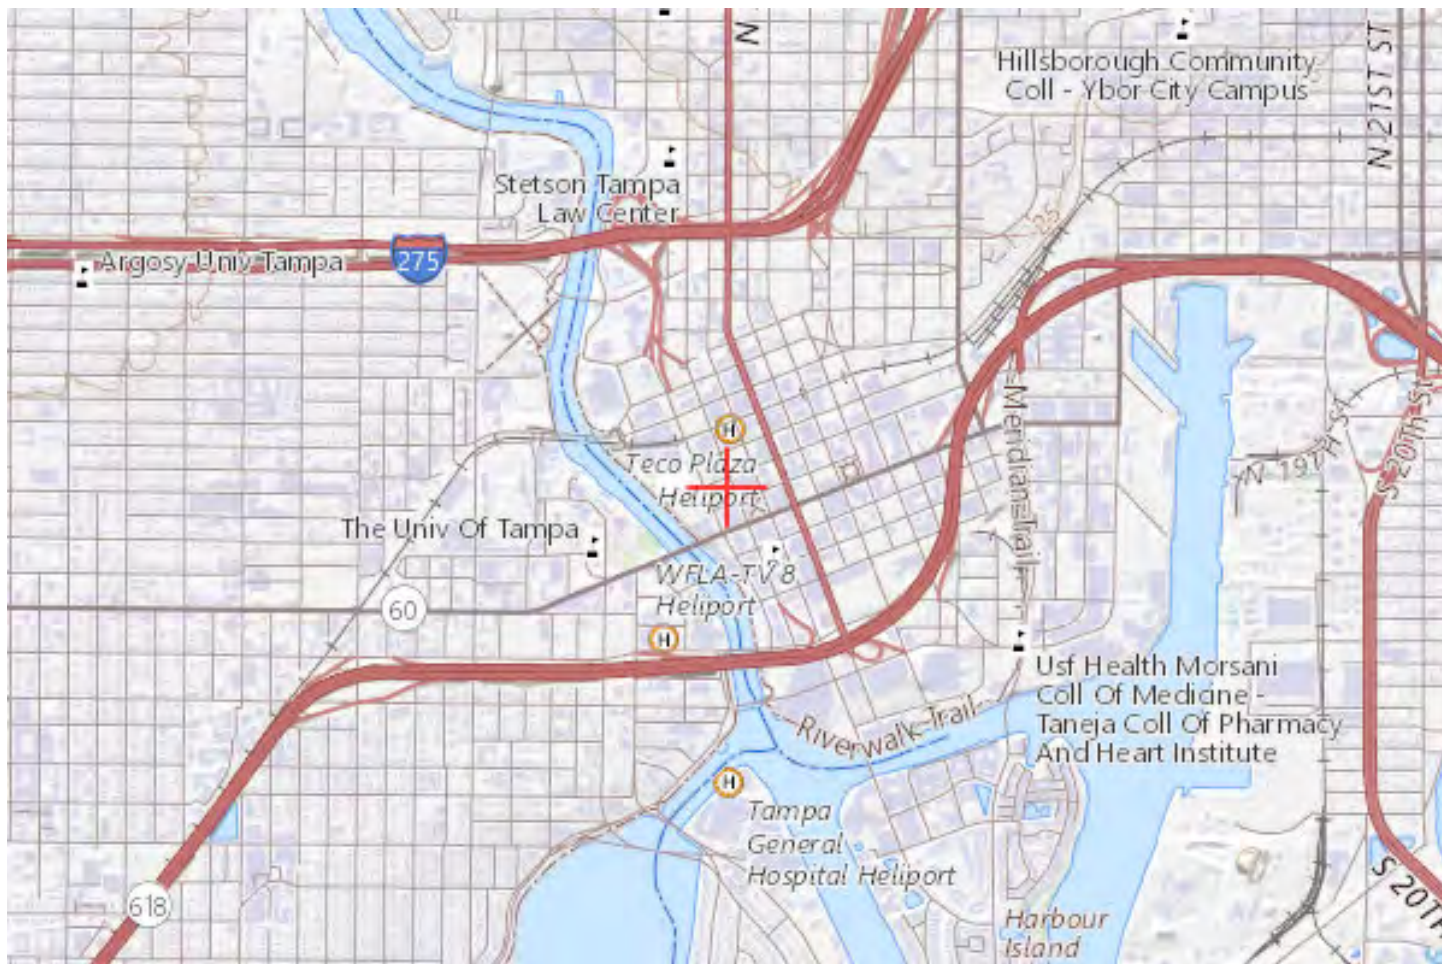 N
Hillsborough Community
Coll - Ybor City Campus
N 21ST ST
Stetson Tampa
Law Center
Argosy Univ Tampa
275
Meridian Trail
Teco Plaza
Heliport
H
N 19TH ST
S 20TH ST
The Univ Of Tampa
WFLA-TV 8
Heliport
60
H
Usf Health Morsani
Coll Of Medicine -
Taneja Coll Of Pharmacy
And Heart Institute
Riverwalk Trail
H
Tampa
General
Hospital Heliport
618
Harbour
Island
S 20TH